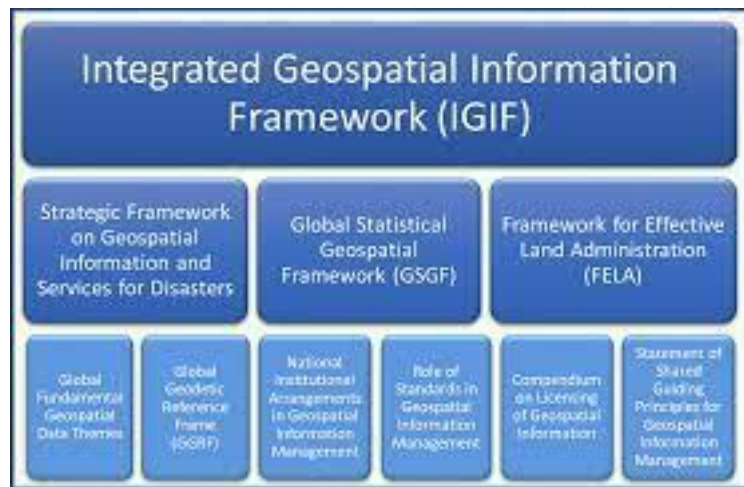 Integrated Geospatial Information
Framework (IGIF)
Strategic Framework
on Geospatial
Information and
Services for Disasters
Global Statistical
Geospatial
Framework (GSGF)
Framework for Effective
Land Administration
(FELA)
Global
Fundamental
Geospatial
Data Themes
Global
Geodetic
Reference
Frame
(GGRF)
National
Institutional
Arrangements
in Geospatial
Information
Management
Role of
Standards in
Geospatial
Information
Management
Compendium
on Licensing
of Geospatial
Information
Statement of
Shared
Guiding
Principles for
Geospatial
Information
Management